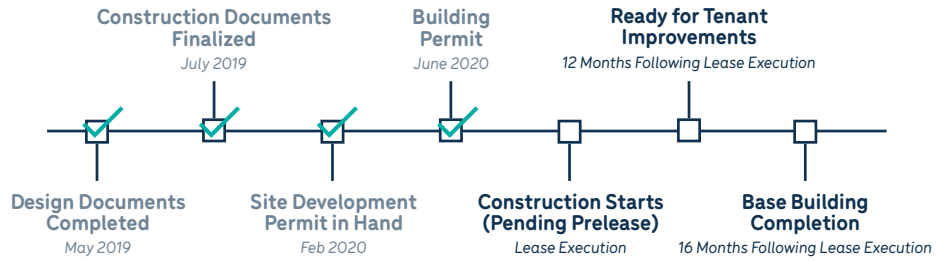 Construction Documents
Finalized
July 2019
Building
Permit
June 2020
Ready for Tenant
Improvements
12 Months Following Lease Execution
Design Documents
Completed
May 2019
Site Development
Permit in Hand
Feb 2020
Construction Starts
(Pending Prelease)
Lease Execution
Base Building
Completion
16 Months Following Lease Execution